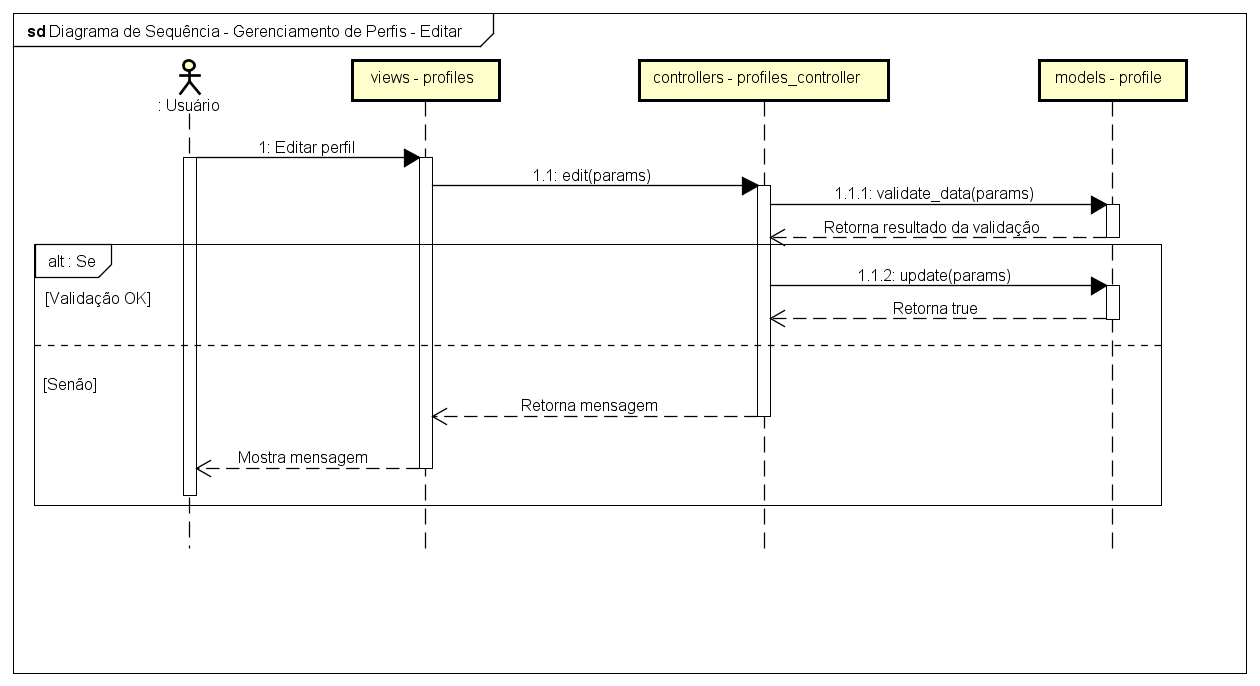 sd Diagrama de Sequência - Gerenciamento de Perfis - Editar
: Usuário
views - profiles
controllers - profiles_controller
models - profile
1: Editar perfil
1.1: edit(params)
1.1.1: validate_data(params)
Retorna resultado da validação
alt : Se
[Validação OK]
1.1.2: update(params)
Retorna true
[Senão]
Retorna mensagem
Mostra mensagem